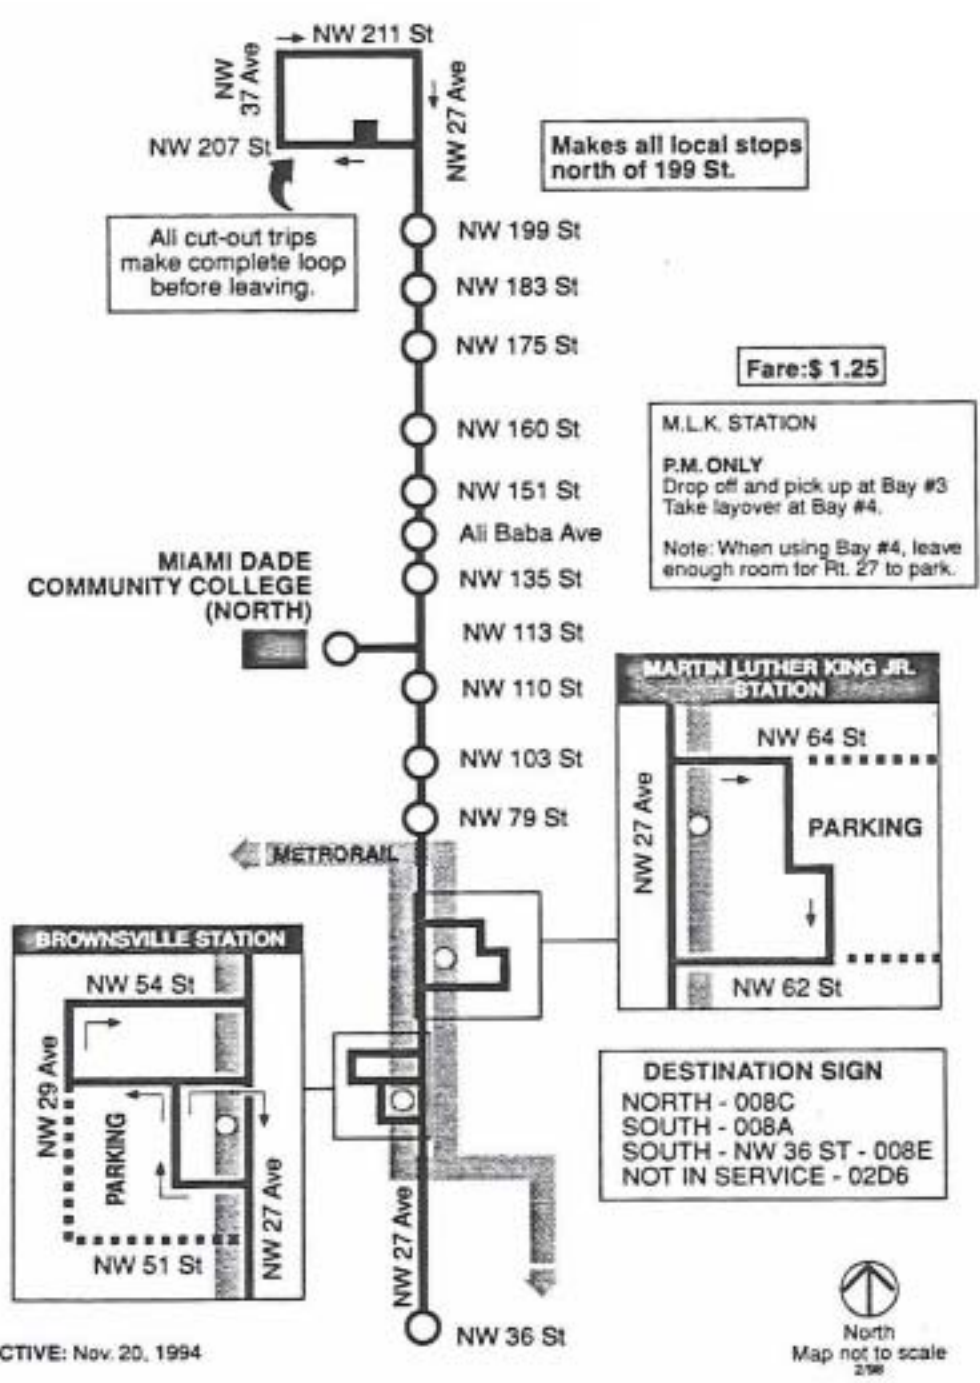 NW 211 St
NW 37 Ave
NW 27 Ave
NW 207 St
Makes all local stops
north of 199 St.
All cut-out trips
make complete loop
before leaving.
NW 199 St
NW 183 St
NW 175 St
Fare:$ 1.25
NW 160 St
M.L.K. STATION
P.M. ONLY
Drop off and pick up at Bay #3
Take layover at Bay #4.
Note: When using Bay #4, leave
enough room for Rt. 27 to park.
NW 151 St
Ali Baba Ave
NW 135 St
MIAMI DADE
COMMUNITY COLLEGE
(NORTH)
NW 113 St
NW 110 St
NW 103 St
NW 79 St
MARTIN LUTHER KING JR.
STATION
NW 64 St
NW 27 Ave
PARKING
NW 62 St
METRORAIL
BROWNSVILLE STATION
NW 54 St
NW 29 Ave
PARKING
NW 27 Ave
NW 51 St
NW 27 Ave
DESTINATION SIGN
NORTH - 008C
SOUTH - 008A
SOUTH - NW 36 ST - 008E
NOT IN SERVICE - 02D6
NW 36 St
CTIVE: Nov. 20, 1994
North
Map not to scale